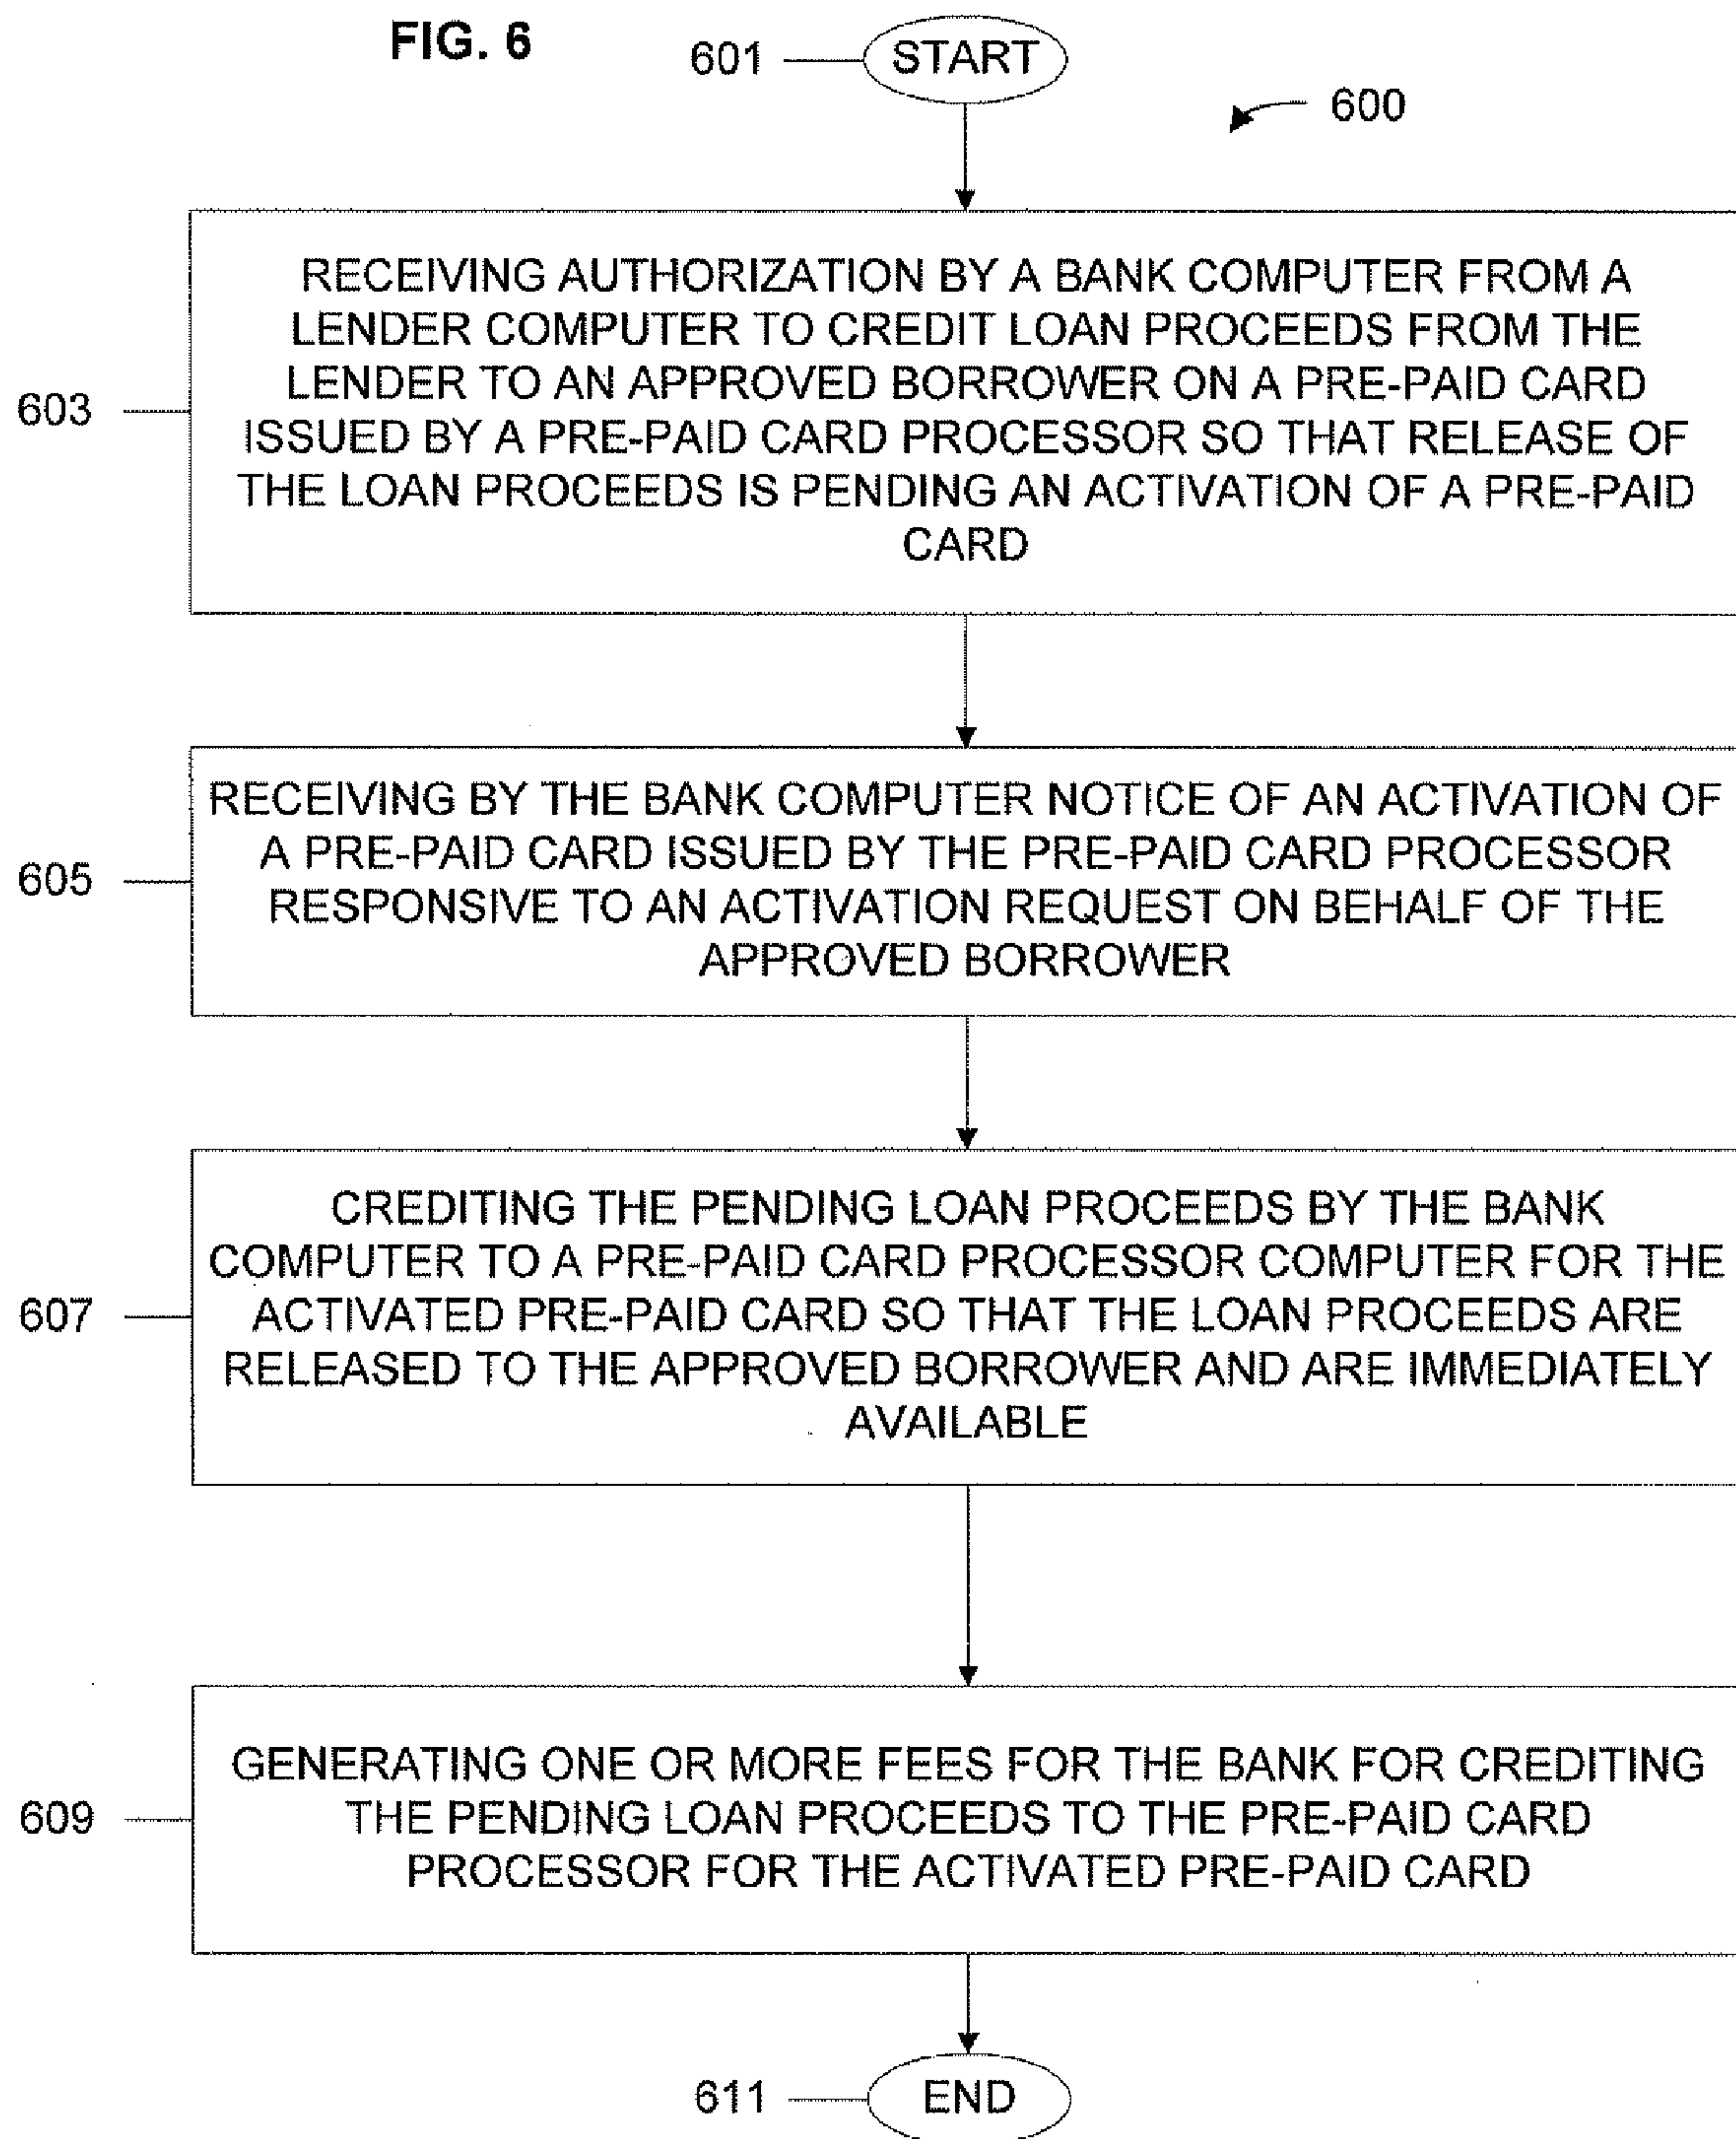 FIG. 6
601
START
600
RECEIVING AUTHORIZATION BY A BANK COMPUTER FROM A
LENDER COMPUTER TO CREDIT LOAN PROCEEDS FROM THE
LENDER TO AN APPROVED BORROWER ON A PRE-PAID CARD
ISSUED BY A PRE-PAID CARD PROCESSOR SO THAT RELEASE OF
THE LOAN PROCEEDS IS PENDING AN ACTIVATION OF A PRE-PAID
CARD
603
RECEIVING BY THE BANK COMPUTER NOTICE OF AN ACTIVATION OF
A PRE-PAID CARD ISSUED BY THE PRE-PAID CARD PROCESSOR
RESPONSIVE TO AN ACTIVATION REQUEST ON BEHALF OF THE
APPROVED BORROWER
605
CREDITING THE PENDING LOAN PROCEEDS BY THE BANK
COMPUTER TO A PRE-PAID CARD PROCESSOR COMPUTER FOR THE
ACTIVATED PRE-PAID CARD SO THAT THE LOAN PROCEEDS ARE
RELEASED TO THE APPROVED BORROWER AND ARE IMMEDIATELY
AVAILABLE
607
GENERATING ONE OR MORE FEES FOR THE BANK FOR CREDITING
THE PENDING LOAN PROCEEDS TO THE PRE-PAID CARD
PROCESSOR FOR THE ACTIVATED PRE-PAID CARD
609
611
END